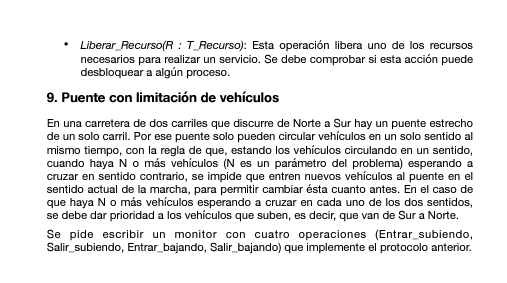 • Liberar_Recurso(R : T_Recurso): Esta operación libera uno de los recursos
necesarios para realizar un servicio. Se debe comprobar si esta acción puede
desbloquear a algún proceso.
9. Puente con limitación de vehículos
En una carretera de dos carriles que discurre de Norte a Sur hay un puente estrecho
de un solo carril. Por ese puente solo pueden circular vehículos en un solo sentido al
mismo tiempo, con la regla de que, estando los vehículos circulando en un sentido,
cuando haya N o más vehículos (N es un parámetro del problema) esperando a
cruzar en sentido contrario, se impide que entren nuevos vehículos al puente en el
sentido actual de la marcha, para permitir cambiar ésta cuanto antes. En el caso de
que haya N o más vehículos esperando a cruzar en cada uno de los dos sentidos,
se debe dar prioridad a los vehículos que suben, es decir, que van de Sur a Norte.
Se pide escribir un monitor con cuatro operaciones (Entrar_subiendo,
Salir_subiendo, Entrar_bajando, Salir_bajando) que implemente el protocolo anterior.